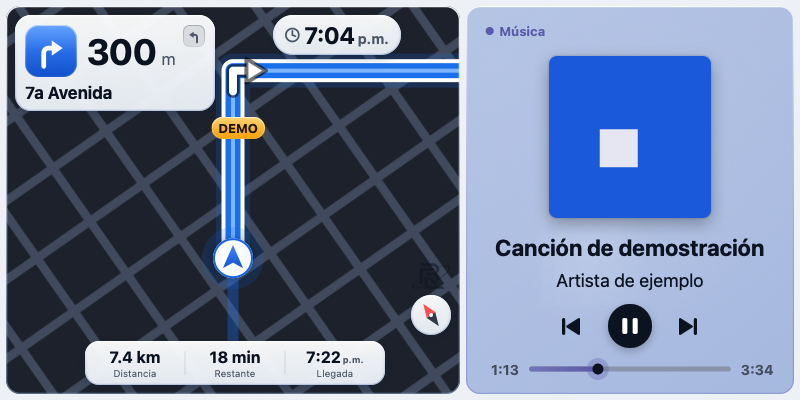 300 m
7a Avenida
7:04 p.m.
DEMO
7.4 km
Distancia
18 min
Restante
7:22 p.m.
Llegada
Música
Canción de demostración
Artista de ejemplo
1:13
3:34